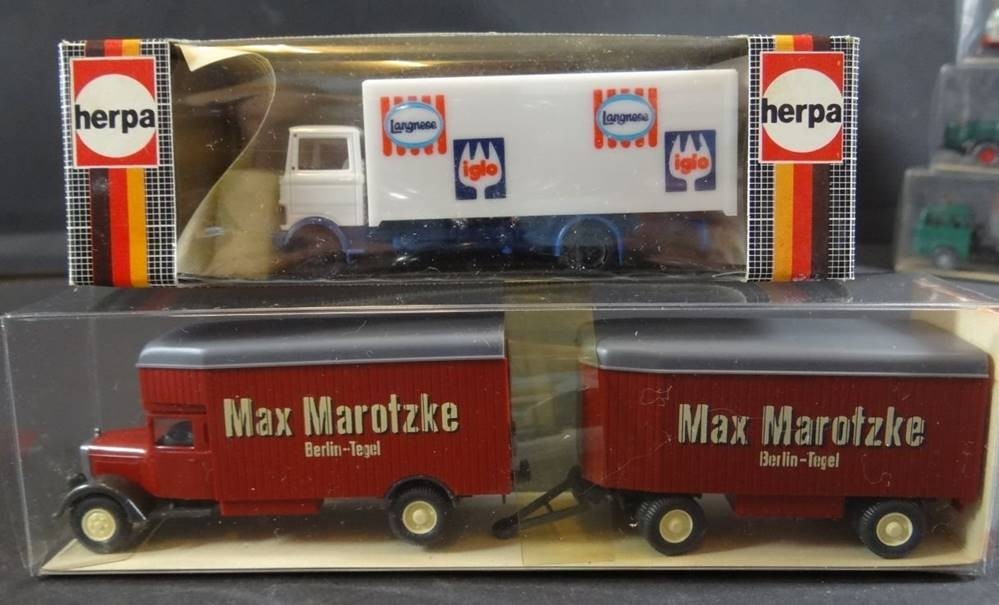 herpa
Langnese
iglo
Langnese
iglo
herpa
Max Marotzke
Berlin-Tegel
Max Marotzke
Berlin-Tegel